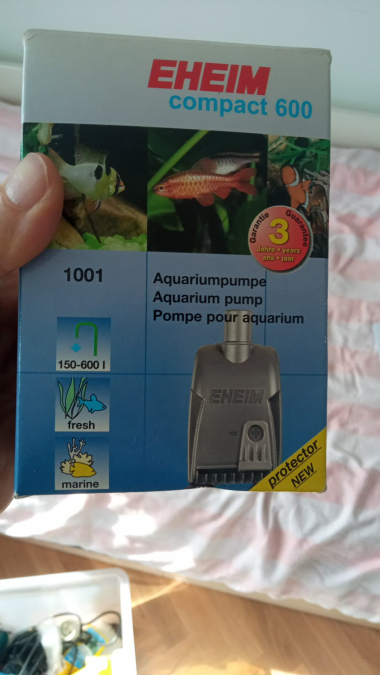 EHEIM
compact 600
Garantie Guarantee
3
Jahre • years
ans • jaar
1001
Aquariumpumpe
Aquarium pump
Pompe pour aquarium
150-600 l
fresh
marine
EHEIM
protector
NEW